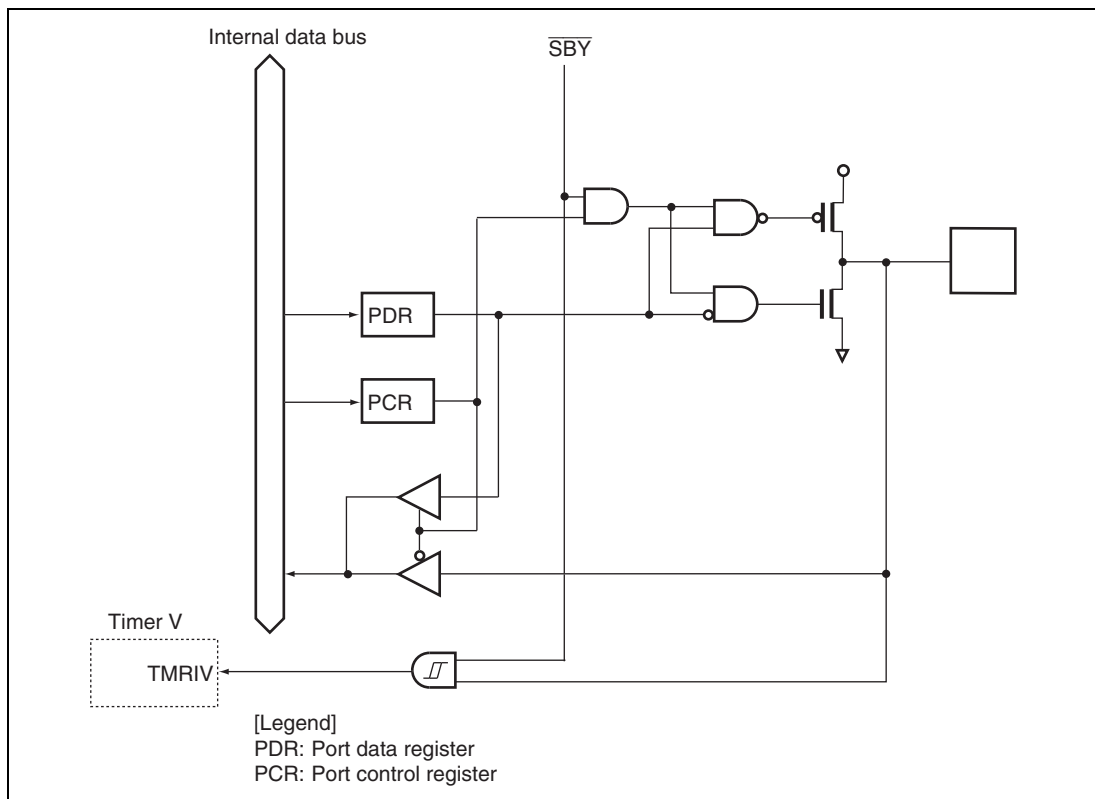 Internal data bus
SBY
PDR
PCR
Timer V
TMRIV
[Legend]
PDR: Port data register
PCR: Port control register